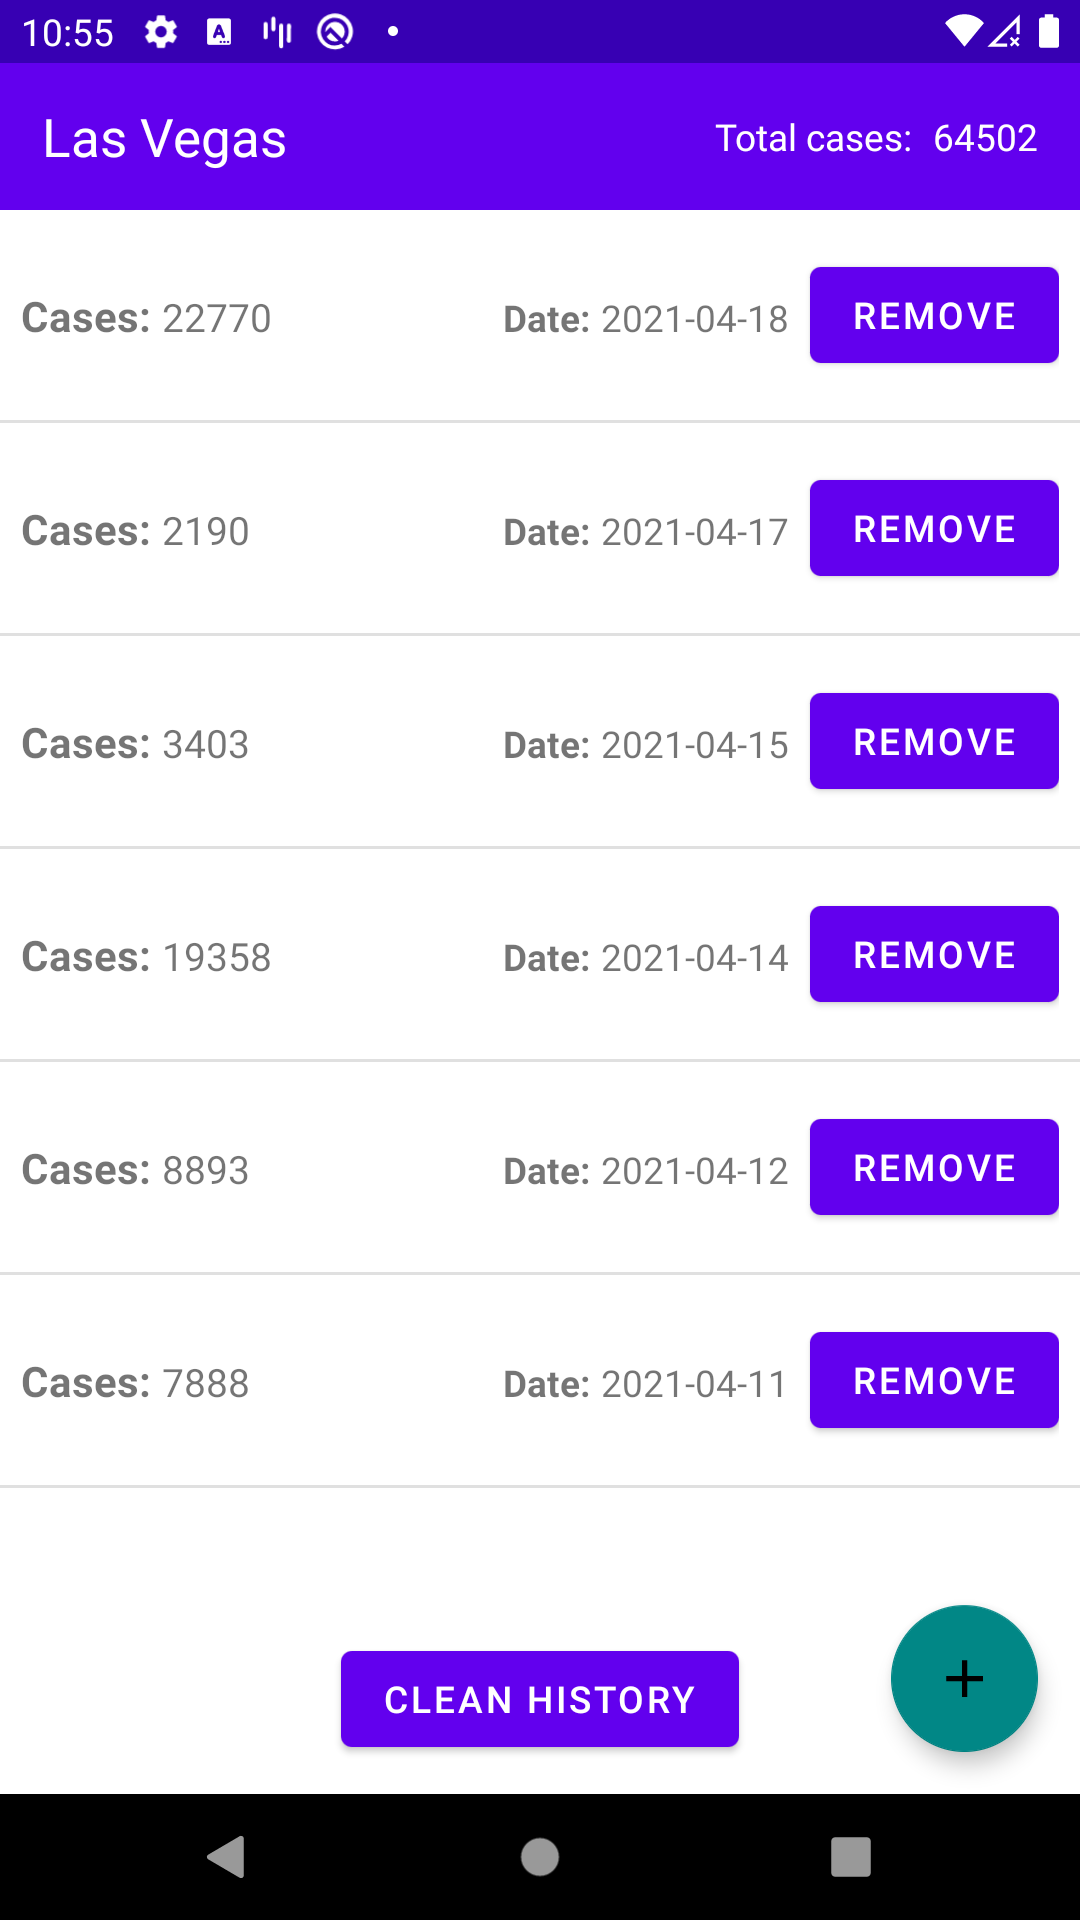 10:55
Las Vegas Total cases: 64502
Cases: 22770 Date: 2021-04-18 REMOVE
Cases: 2190 Date: 2021-04-17 REMOVE
Cases: 3403 Date: 2021-04-15 REMOVE
Cases: 19358 Date: 2021-04-14 REMOVE
Cases: 8893 Date: 2021-04-12 REMOVE
Cases: 7888 Date: 2021-04-11 REMOVE
CLEAN HISTORY